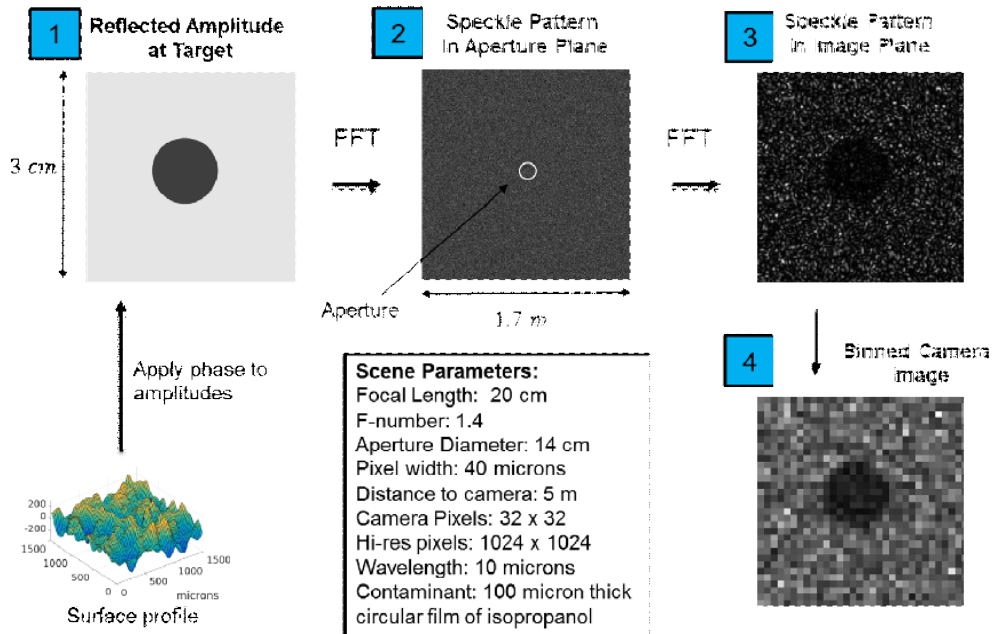 1
Reflected Amplitude
at Target
2
Speckle Pattern
In Aperture Plane
3
Speckle Pattern
In Image Plane
3 cm
FFT
FFT
Aperture
1.7 m
Apply phase to
amplitudes
Scene Parameters:
Focal Length: 20 cm
F-number: 1.4
Aperture Diameter: 14 cm
Pixel width: 40 microns
Distance to camera: 5 m
Camera Pixels: 32 x 32
Hi-res pixels: 1024 x 1024
Wavelength: 10 microns
Contaminant: 100 micron thick
circular film of isopropanol
4
Binned Camera
Image
200
0
-200
1500
1000
500
0
0
500
1000
1500
microns
Surface profile